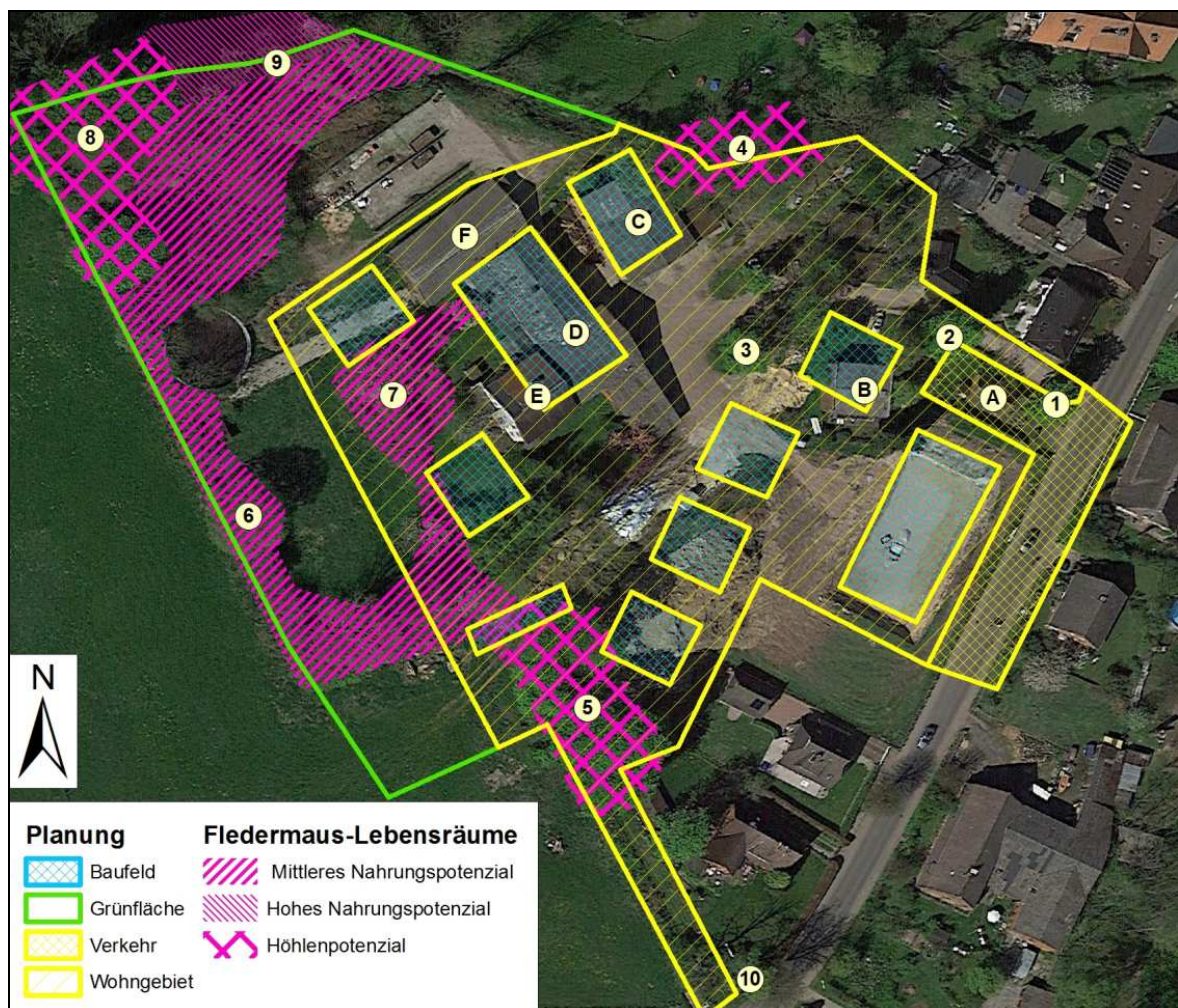 9
8
4
C
F
D
2
3
B
A
1
E
7
6
5
10
N
Planung
Baufeld
Grünfläche
Verkehr
Wohngebiet
Fledermaus-Lebensräume
Mittleres Nahrungspotenzial
Hohes Nahrungspotenzial
Höhlenpotenzial